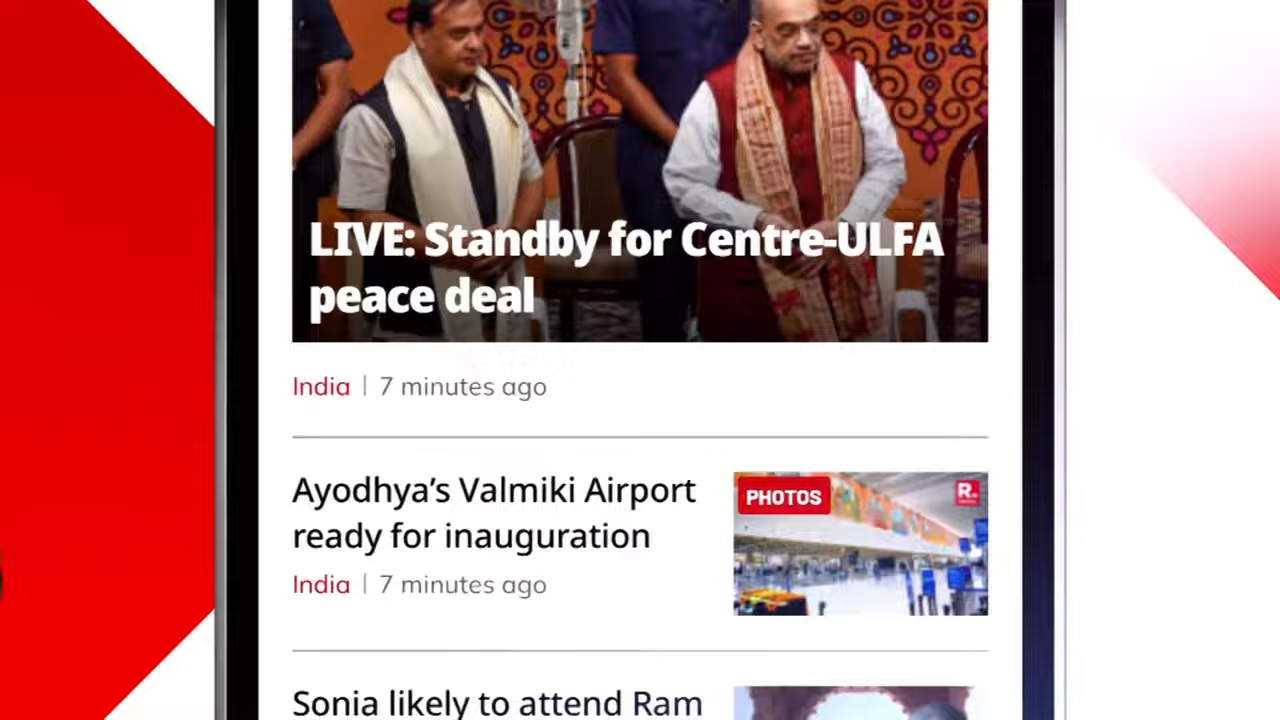 LIVE: Standby for Centre-ULFA
peace deal
India | 7 minutes ago
Ayodhya's Valmiki Airport
ready for inauguration
India | 7 minutes ago
PHOTOS
R.
Sonia likely to attend Ram